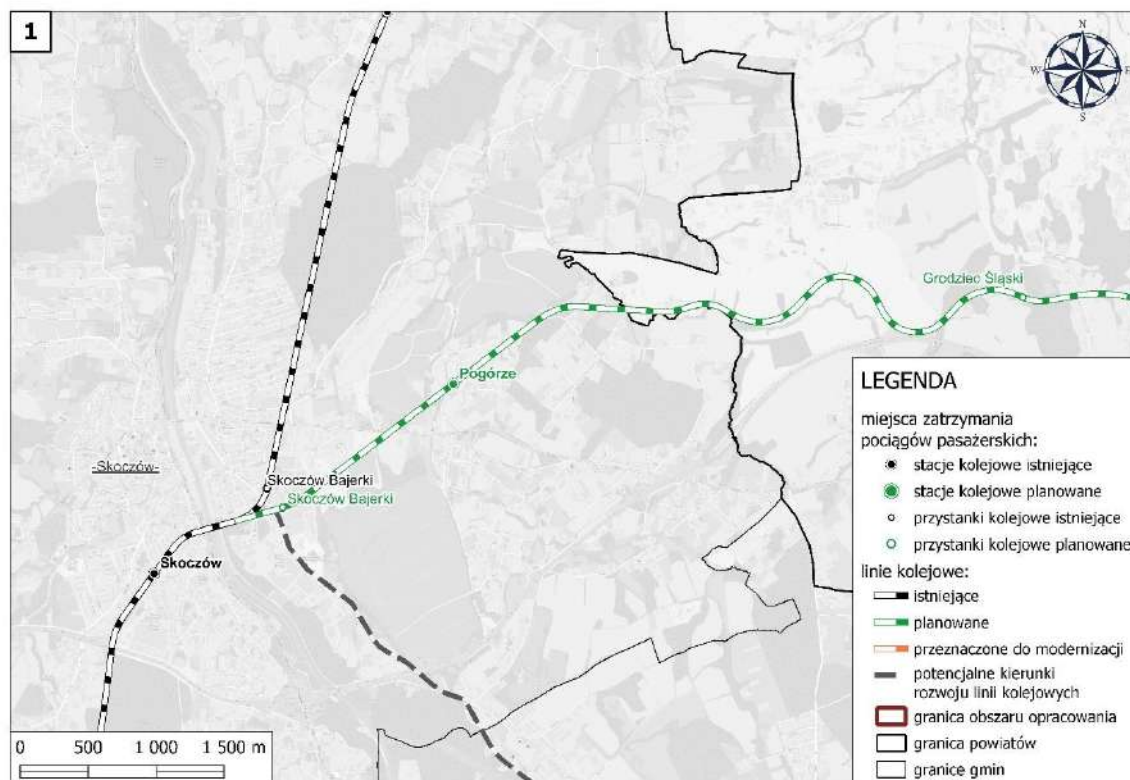 1
N
W
E
S
Grodziec Śląski
Pogórze
-Skoczów-
Skoczów Bajerki
Skoczów Bajerki
Skoczów
LEGENDA
miejsca zatrzymania
pociągów pasażerskich:
stacje kolejowe istniejące
stacje kolejowe planowane
przystanki kolejowe istniejące
przystanki kolejowe planowane
linie kolejowe:
istniejące
planowane
przeznaczone do modernizacji
potencjalne kierunki
rozwoju linii kolejowych
granica obszaru opracowania
granica powiatów
granice gmin
0 500 1 000 1 500 m